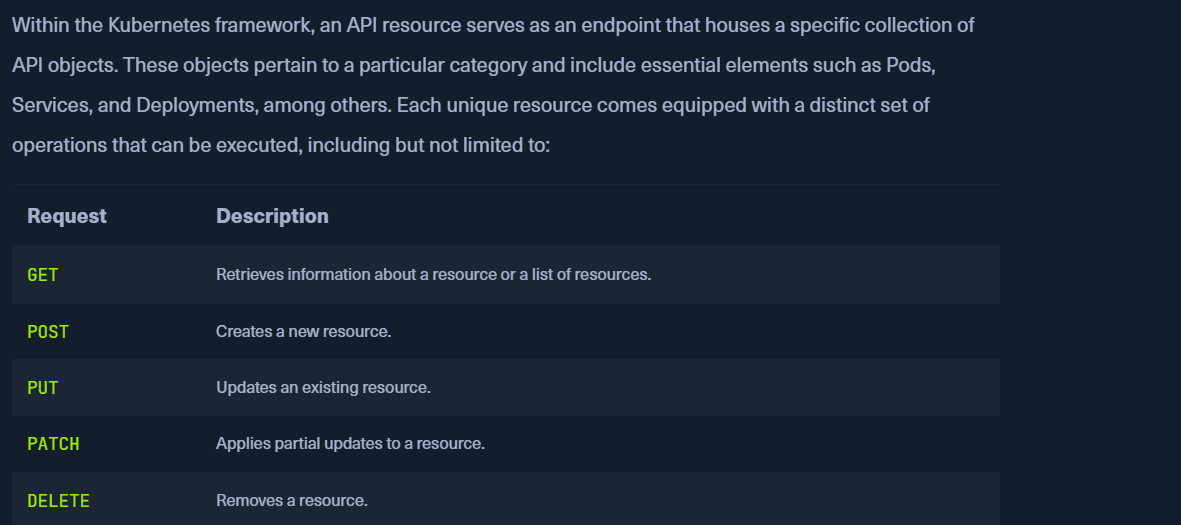 Within the Kubernetes framework, an API resource serves as an endpoint that houses a specific collection of
API objects. These objects pertain to a particular category and include essential elements such as Pods,
Services, and Deployments, among others. Each unique resource comes equipped with a distinct set of
operations that can be executed, including but not limited to:
Request Description
GET Retrieves information about a resource or a list of resources.
POST Creates a new resource.
PUT Updates an existing resource.
PATCH Applies partial updates to a resource.
DELETE Removes a resource.